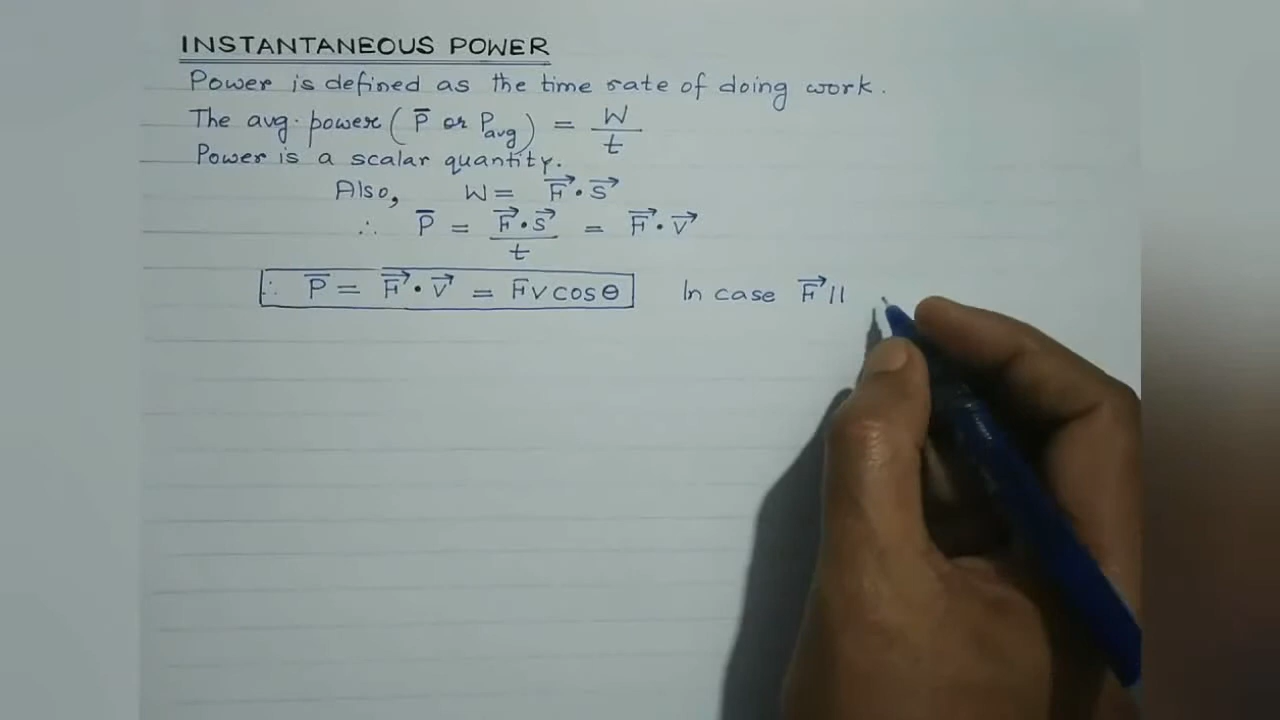 INSTANTANEOUS POWER
Power is defined as the time rate of doing work.
The avg. power (P̅ or Pavg) = W/t
Power is a scalar quantity.
Also, W = F⃗ · s⃗
∴ P̅ = F⃗ · s⃗ / t = F⃗ · v⃗
∴ P̅ = F⃗ · v⃗ = Fv cosθ In case F⃗ ||